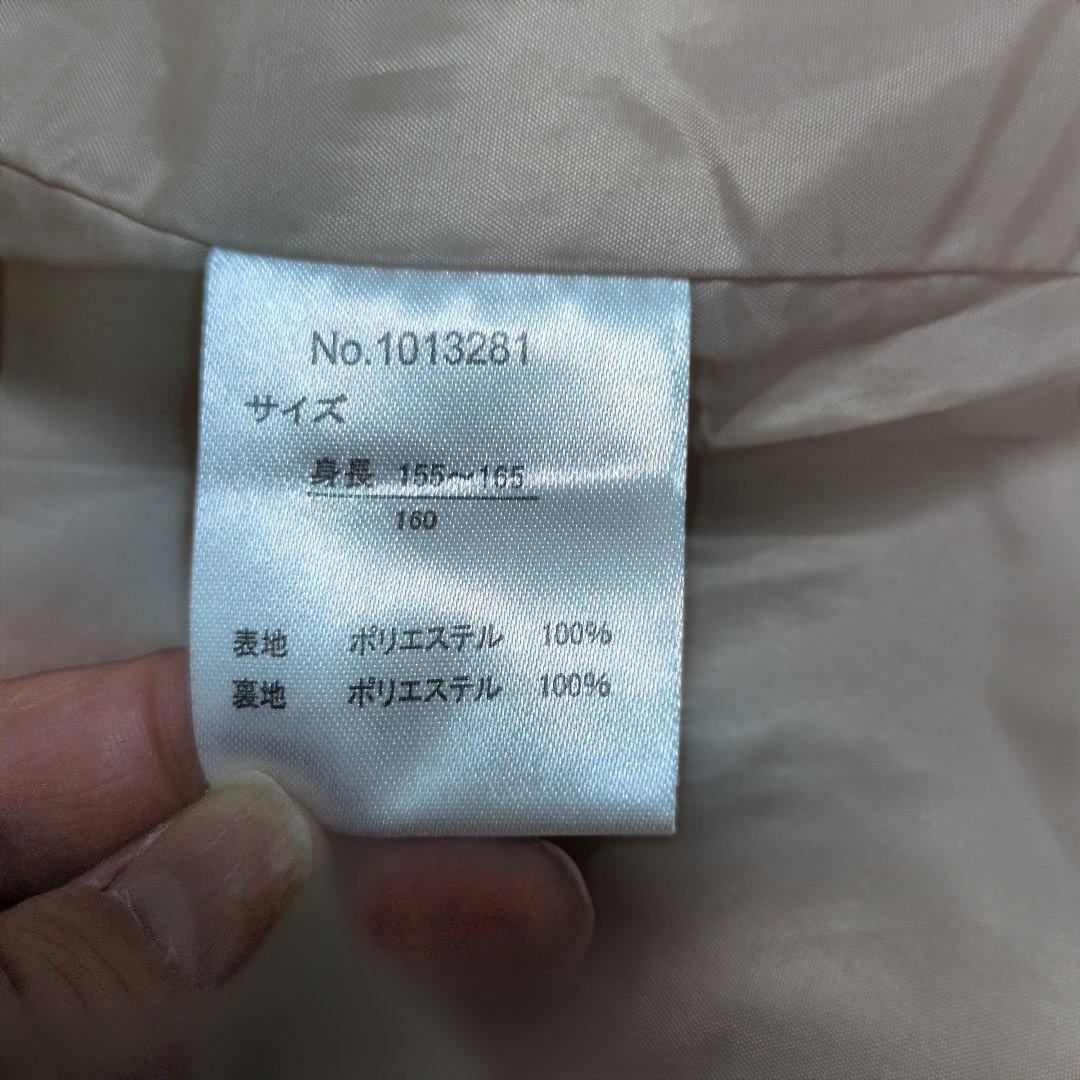 No.1013281
サイズ
身長 155〜165
160
表地 ポリエステル 100%
裏地 ポリエステル 100%